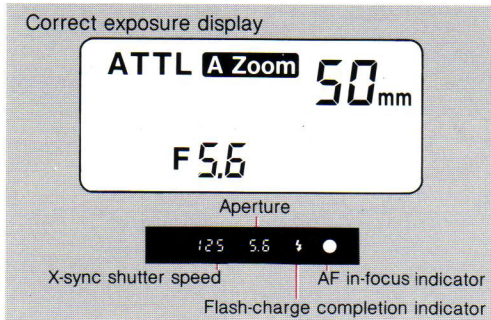 Correct exposure display
ATTL A Zoom 50mm
F 5.6
Aperture
125 5.6
X-sync shutter speed
AF in-focus indicator
Flash-charge completion indicator